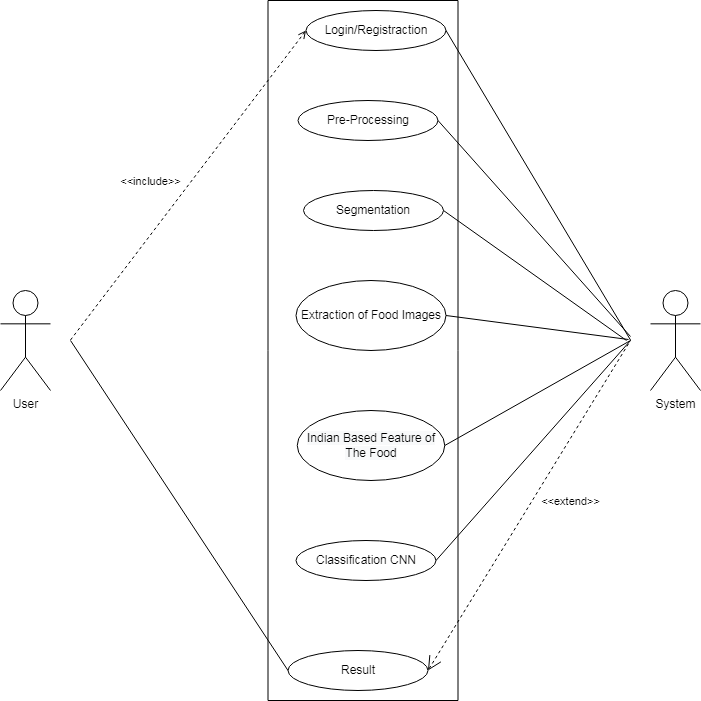 Login/Registraction
Pre-Processing
<<include>>
Segmentation
Extraction of Food Images
User
System
Indian Based Feature of
The Food
<<extend>>
Classification CNN
Result